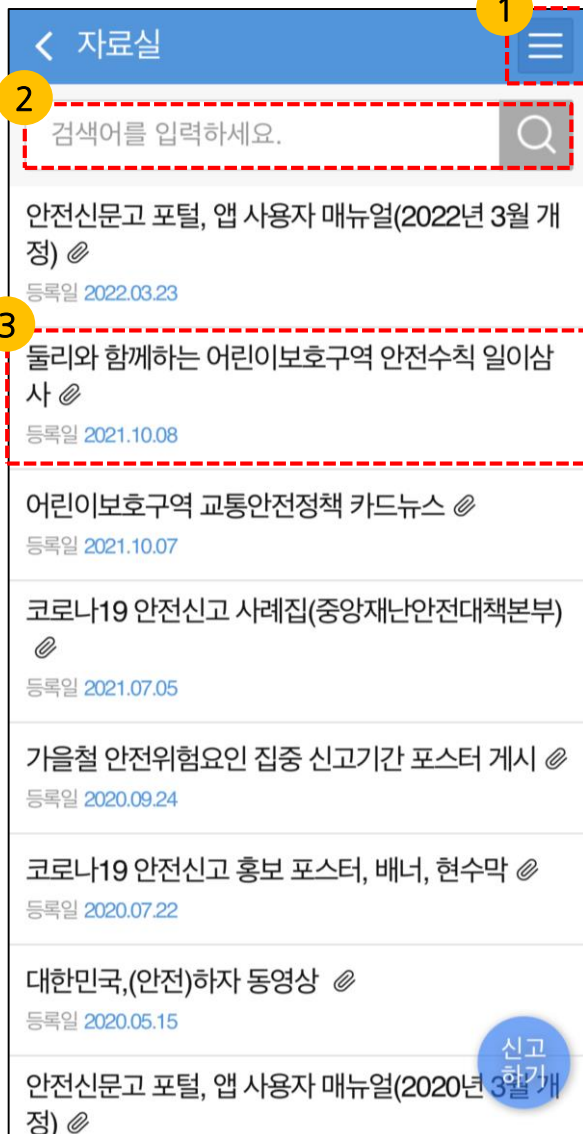 1
자료실
2
검색어를 입력하세요.
안전신문고 포털, 앱 사용자 매뉴얼(2022년 3월 개
정)
등록일 2022.03.23
3
둘리와 함께하는 어린이보호구역 안전수칙 일이삼
사
등록일 2021.10.08
어린이보호구역 교통안전정책 카드뉴스
등록일 2021.10.07
코로나19 안전신고 사례집(중앙재난안전대책본부)
등록일 2021.07.05
가을철 안전위험요인 집중 신고기간 포스터 게시
등록일 2020.09.24
코로나19 안전신고 홍보 포스터, 배너, 현수막
등록일 2020.07.22
대한민국,(안전)하자 동영상
등록일 2020.05.15
신고
하기
안전신문고 포털, 앱 사용자 매뉴얼(2020년 3월 개
정)